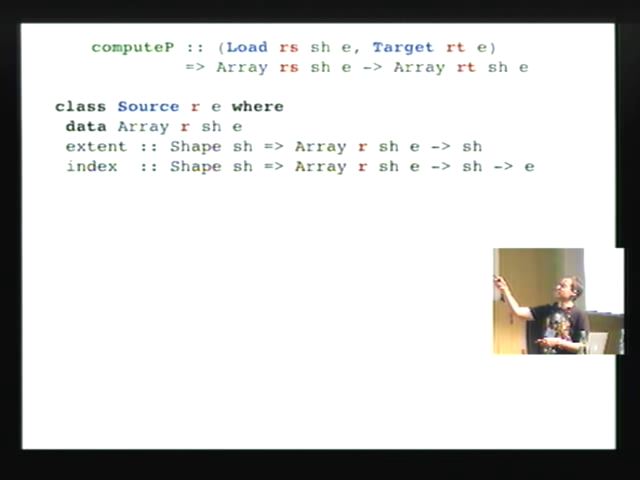 computeP :: (Load rs sh e, Target rt e)
=> Array rs sh e -> Array rt sh e
class Source r e where
data Array r sh e
extent :: Shape sh => Array r sh e -> sh
index :: Shape sh => Array r sh e -> sh -> e